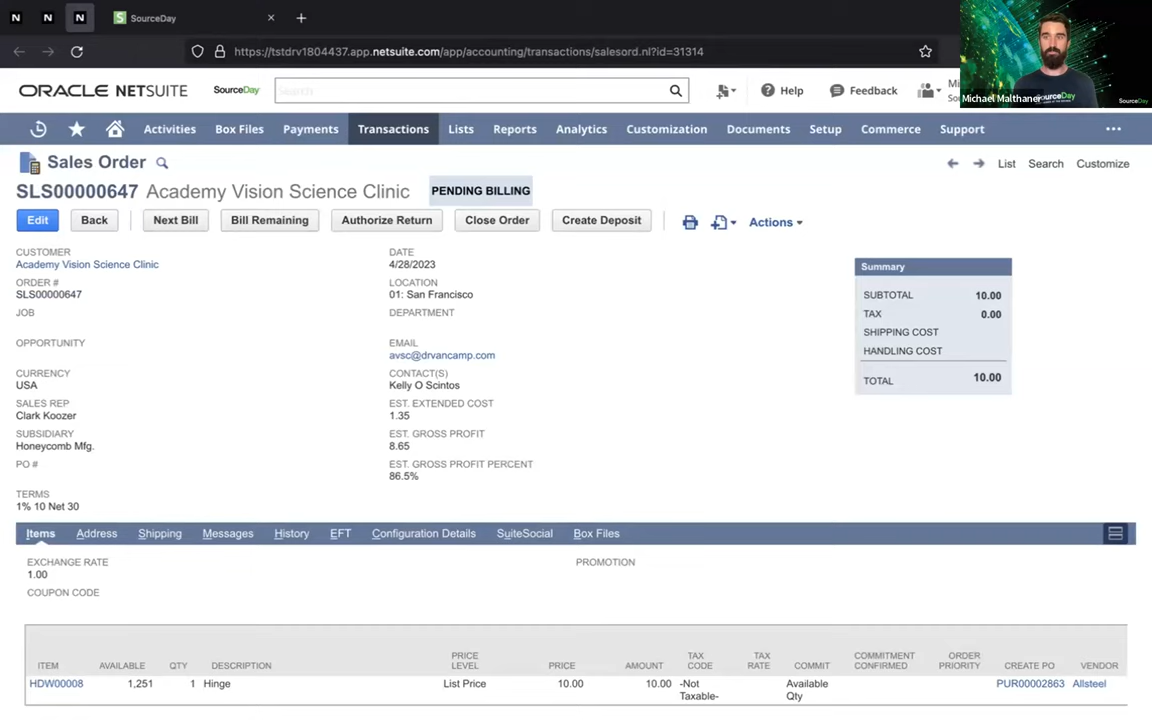 N N N SourceDay × +
https://tstdrv1804437.app.netsuite.com/app/accounting/transactions/salesord.nl?id=31314
ORACLE NETSUITE SourceDay Search Help Feedback
Michael Malthaner SourceDay
SourceDay
Activities Box Files Payments Transactions Lists Reports Analytics Customization Documents Setup Commerce Support
Sales Order List Search Customize
SLS00000647 Academy Vision Science Clinic PENDING BILLING
Edit Back Next Bill Bill Remaining Authorize Return Close Order Create Deposit Actions
CUSTOMER
Academy Vision Science Clinic
ORDER #
SLS00000647
JOB
OPPORTUNITY
CURRENCY
USA
SALES REP
Clark Koozer
SUBSIDIARY
Honeycomb Mfg.
PO #
TERMS
1% 10 Net 30
DATE
4/28/2023
LOCATION
01: San Francisco
DEPARTMENT
EMAIL
avsc@drvancamp.com
CONTACT(S)
Kelly O Scintos
EST. EXTENDED COST
1.35
EST. GROSS PROFIT
8.65
EST. GROSS PROFIT PERCENT
86.5%
Summary
SUBTOTAL 10.00
TAX 0.00
SHIPPING COST
HANDLING COST
TOTAL 10.00
Items Address Shipping Messages History EFT Configuration Details SuiteSocial Box Files
EXCHANGE RATE
1.00
COUPON CODE
PROMOTION
ITEM AVAILABLE QTY DESCRIPTION PRICE LEVEL PRICE AMOUNT TAX CODE TAX RATE COMMIT COMMITMENT CONFIRMED ORDER PRIORITY CREATE PO VENDOR
HDW00008 1,251 1 Hinge List Price 10.00 10.00 -Not Taxable- Available Qty PUR00002863 Allsteel